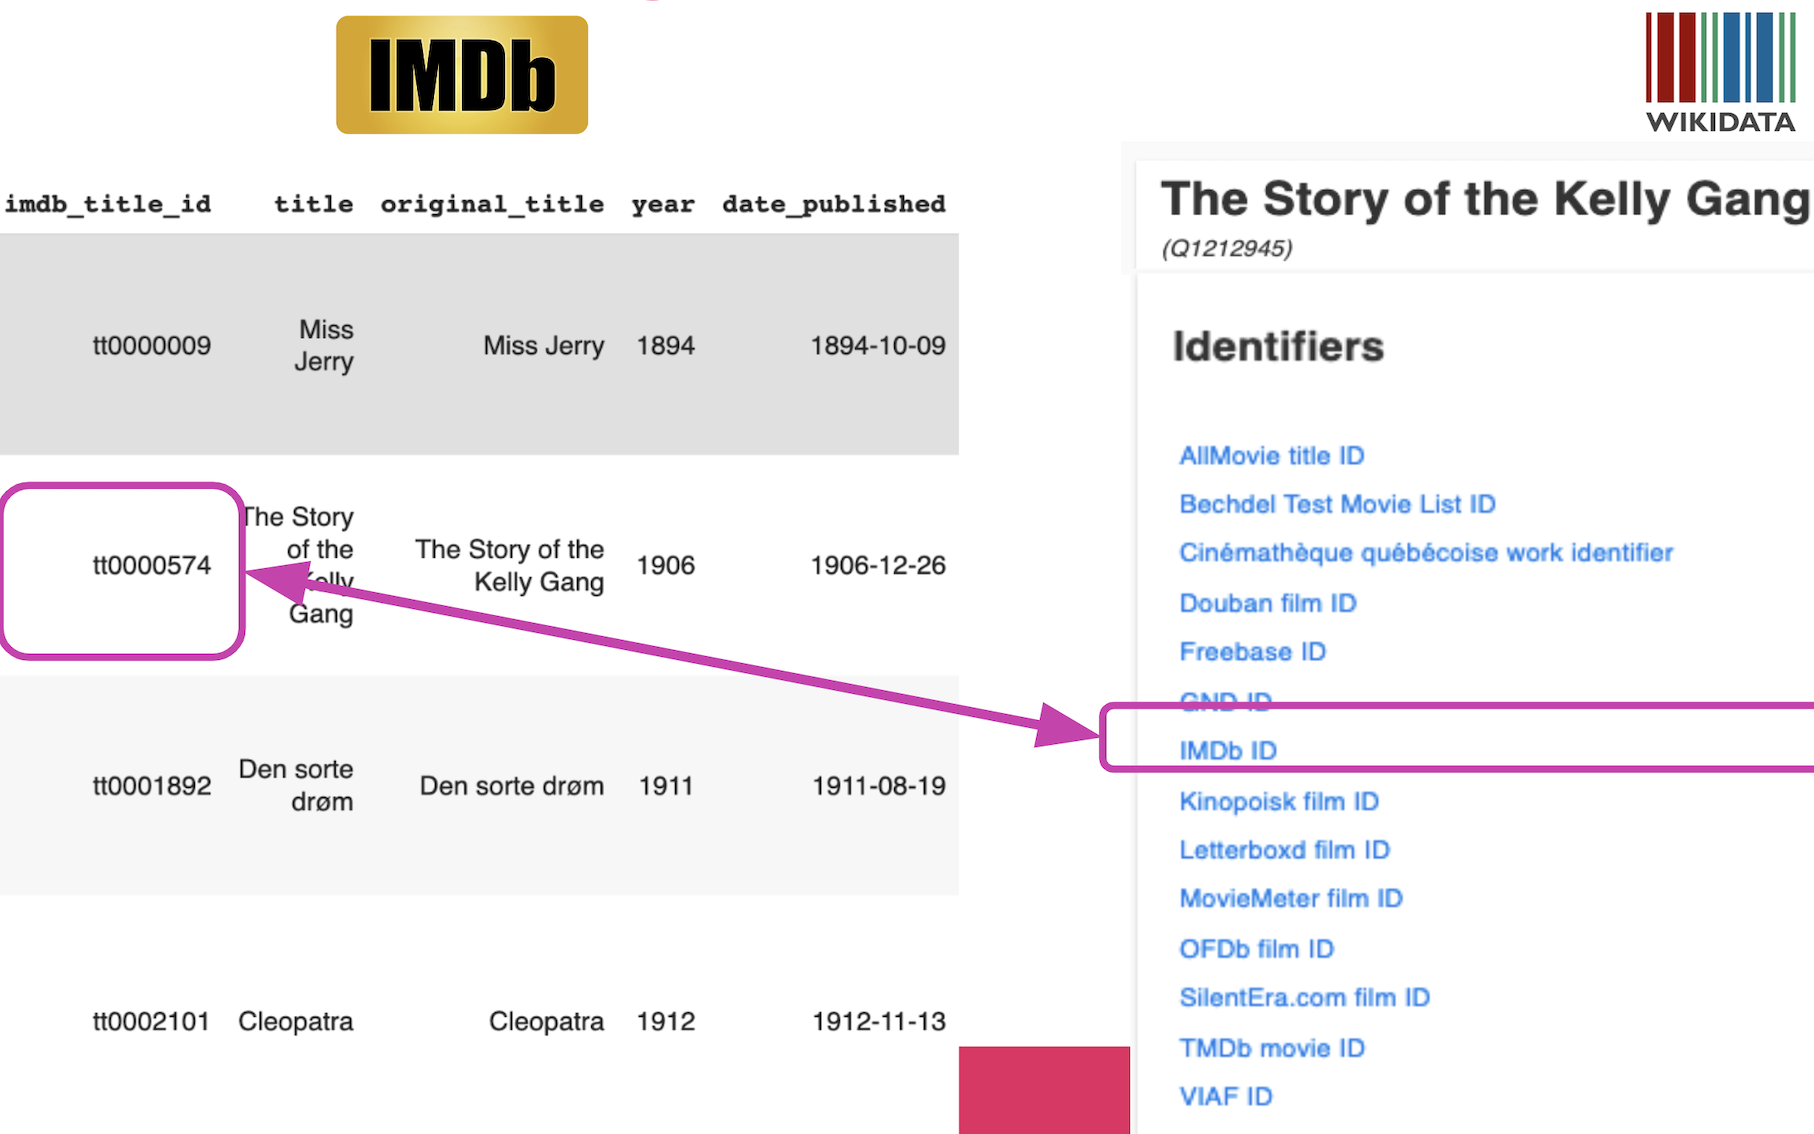 IMDb
WIKIDATA
imdb_title_id title original_title year date_published
tt0000009 Miss Jerry Miss Jerry 1894 1894-10-09
tt0000574 The Story of the Kelly Gang The Story of the Kelly Gang 1906 1906-12-26
tt0001892 Den sorte drøm Den sorte drøm 1911 1911-08-19
tt0002101 Cleopatra Cleopatra 1912 1912-11-13
The Story of the Kelly Gang
(Q1212945)
Identifiers
AllMovie title ID
Bechdel Test Movie List ID
Cinémathèque québécoise work identifier
Douban film ID
Freebase ID
GND ID
IMDb ID
Kinopoisk film ID
Letterboxd film ID
MovieMeter film ID
OFDb film ID
SilentEra.com film ID
TMDb movie ID
VIAF ID